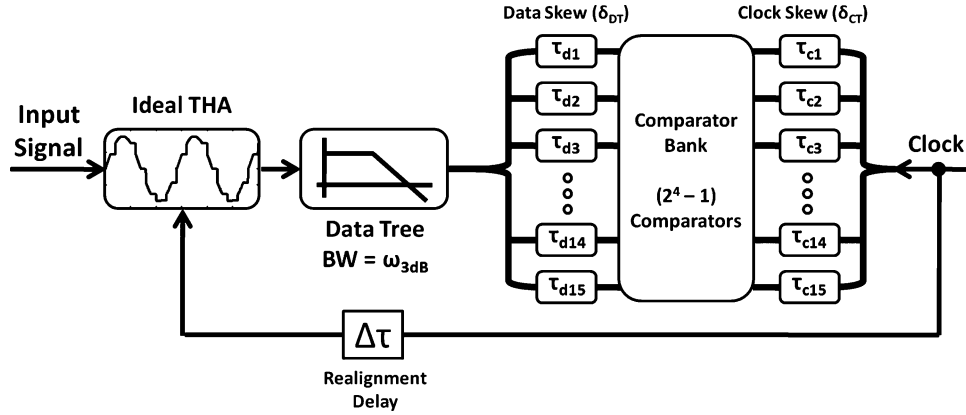 Data Skew (δDT)
Clock Skew (δCT)
Input
Signal
Ideal THA
Data Tree
BW = ω3dB
τd1
τd2
τd3
τd14
τd15
Comparator
Bank
(2⁴ – 1)
Comparators
τc1
τc2
τc3
τc14
τc15
Clock
Δτ
Realignment
Delay